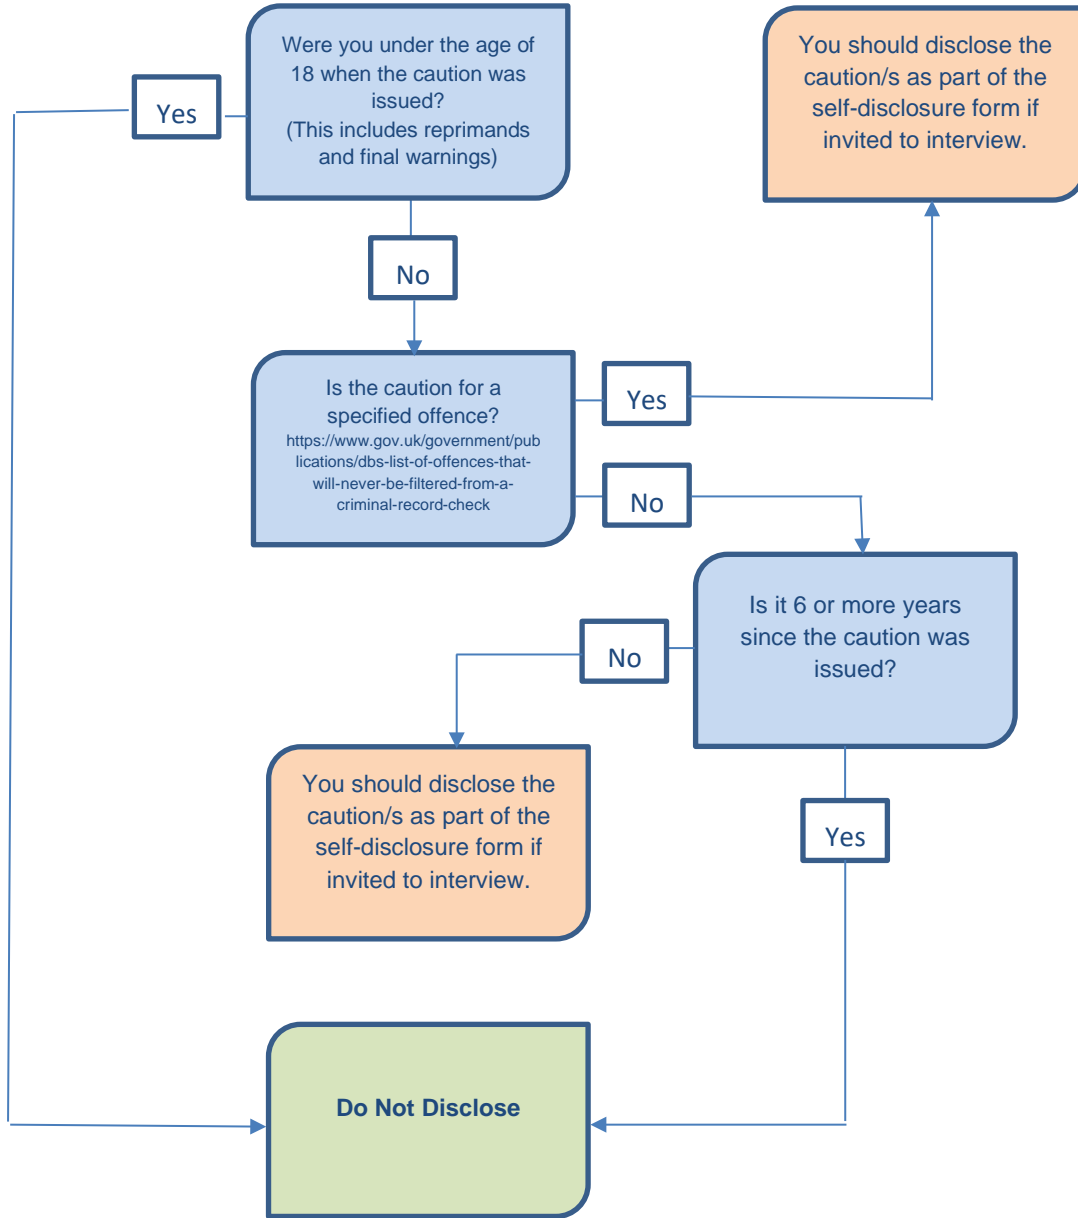 Were you under the age of
18 when the caution was
issued?
(This includes reprimands
and final warnings)
You should disclose the
caution/s as part of the
self-disclosure form if
invited to interview.
Yes
No
Is the caution for a
specified offence?
https://www.gov.uk/government/pub
lications/dbs-list-of-offences-that-
will-never-be-filtered-from-a-
criminal-record-check
Yes
No
Is it 6 or more years
since the caution was
issued?
No
You should disclose the
caution/s as part of the
self-disclosure form if
invited to interview.
Yes
Do Not Disclose